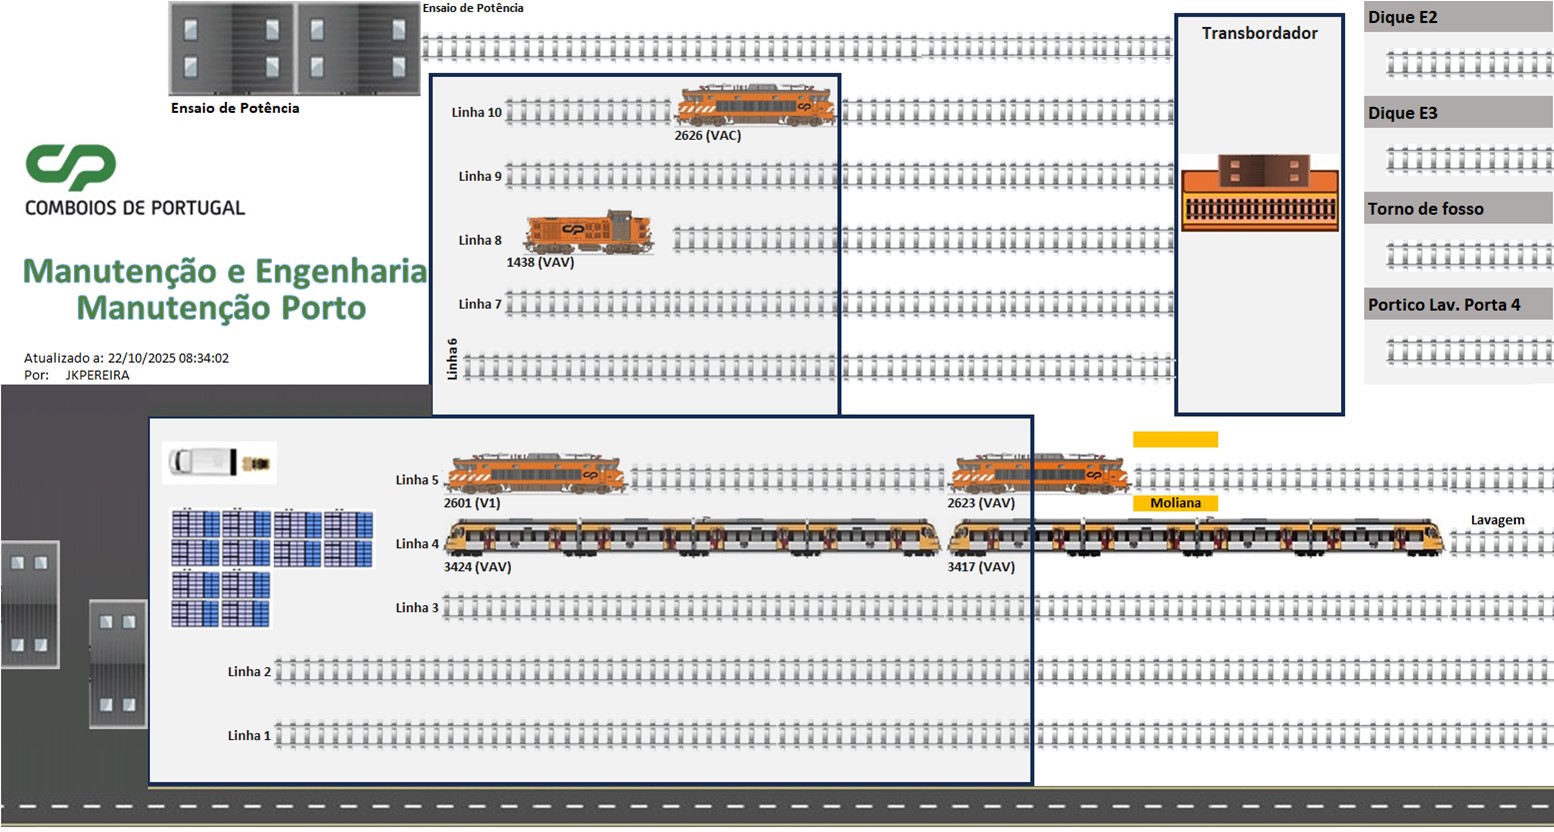 Ensaio de Potência
Ensaio de Potência
Transbordador
Dique E2
Dique E3
Torno de fosso
Portico Lav. Porta 4
CP
COMBOIOS DE PORTUGAL
Manutenção e Engenharia
Manutenção Porto
Atualizado a: 22/10/2025 08:34:02
Por: JKPEREIRA
Linha 10
2626 (VAC)
Linha 9
Linha 8
1438 (VAV)
Linha 7
Linha 6
Linha 5
2601 (V1)
2623 (VAV)
Moliana
Linha 4
3424 (VAV)
3417 (VAV)
Lavagem
Linha 3
Linha 2
Linha 1